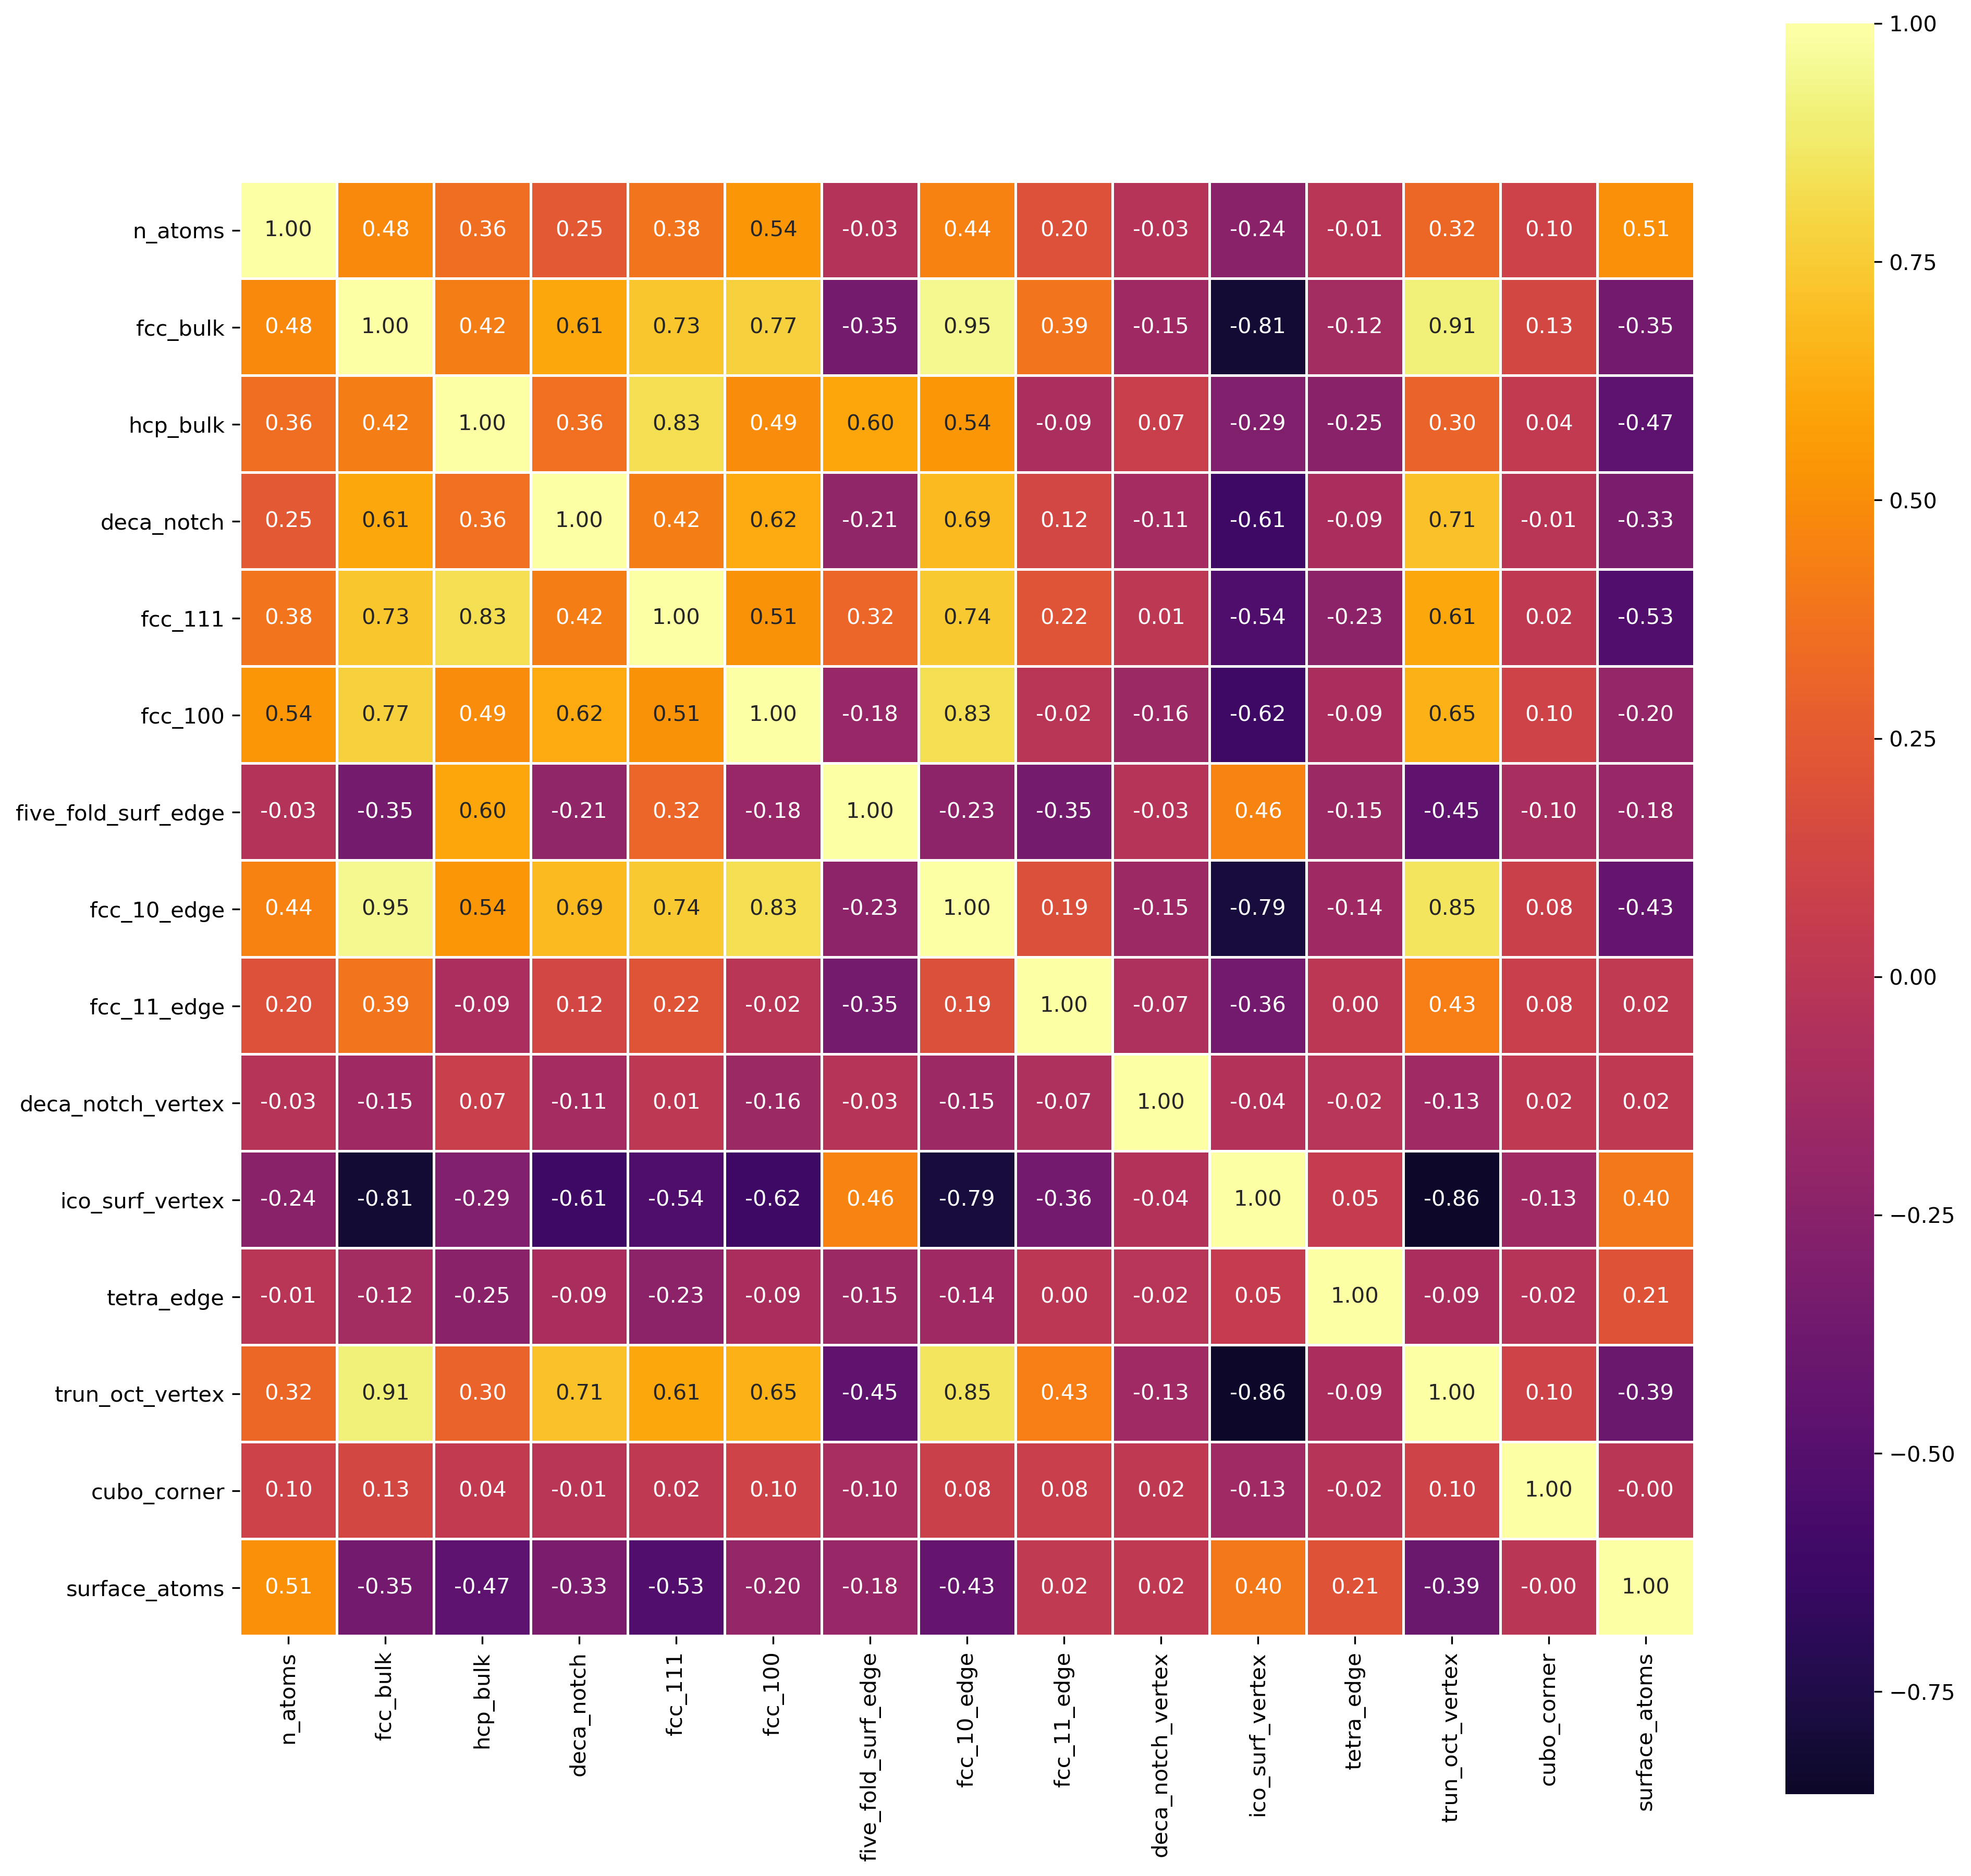 1.00
0.75
0.50
0.25
0.00
−0.25
−0.50
−0.75
n_atoms 1.00 0.48 0.36 0.25 0.38 0.54 -0.03 0.44 0.20 -0.03 -0.24 -0.01 0.32 0.10 0.51
fcc_bulk 0.48 1.00 0.42 0.61 0.73 0.77 -0.35 0.95 0.39 -0.15 -0.81 -0.12 0.91 0.13 -0.35
hcp_bulk 0.36 0.42 1.00 0.36 0.83 0.49 0.60 0.54 -0.09 0.07 -0.29 -0.25 0.30 0.04 -0.47
deca_notch 0.25 0.61 0.36 1.00 0.42 0.62 -0.21 0.69 0.12 -0.11 -0.61 -0.09 0.71 -0.01 -0.33
fcc_111 0.38 0.73 0.83 0.42 1.00 0.51 0.32 0.74 0.22 0.01 -0.54 -0.23 0.61 0.02 -0.53
fcc_100 0.54 0.77 0.49 0.62 0.51 1.00 -0.18 0.83 -0.02 -0.16 -0.62 -0.09 0.65 0.10 -0.20
five_fold_surf_edge -0.03 -0.35 0.60 -0.21 0.32 -0.18 1.00 -0.23 -0.35 -0.03 0.46 -0.15 -0.45 -0.10 -0.18
fcc_10_edge 0.44 0.95 0.54 0.69 0.74 0.83 -0.23 1.00 0.19 -0.15 -0.79 -0.14 0.85 0.08 -0.43
fcc_11_edge 0.20 0.39 -0.09 0.12 0.22 -0.02 -0.35 0.19 1.00 -0.07 -0.36 0.00 0.43 0.08 0.02
deca_notch_vertex -0.03 -0.15 0.07 -0.11 0.01 -0.16 -0.03 -0.15 -0.07 1.00 -0.04 -0.02 -0.13 0.02 0.02
ico_surf_vertex -0.24 -0.81 -0.29 -0.61 -0.54 -0.62 0.46 -0.79 -0.36 -0.04 1.00 0.05 -0.86 -0.13 0.40
tetra_edge -0.01 -0.12 -0.25 -0.09 -0.23 -0.09 -0.15 -0.14 0.00 -0.02 0.05 1.00 -0.09 -0.02 0.21
trun_oct_vertex 0.32 0.91 0.30 0.71 0.61 0.65 -0.45 0.85 0.43 -0.13 -0.86 -0.09 1.00 0.10 -0.39
cubo_corner 0.10 0.13 0.04 -0.01 0.02 0.10 -0.10 0.08 0.08 0.02 -0.13 -0.02 0.10 1.00 -0.00
surface_atoms 0.51 -0.35 -0.47 -0.33 -0.53 -0.20 -0.18 -0.43 0.02 0.02 0.40 0.21 -0.39 -0.00 1.00
n_atoms
fcc_bulk
hcp_bulk
deca_notch
fcc_111
fcc_100
five_fold_surf_edge
fcc_10_edge
fcc_11_edge
deca_notch_vertex
ico_surf_vertex
tetra_edge
trun_oct_vertex
cubo_corner
surface_atoms